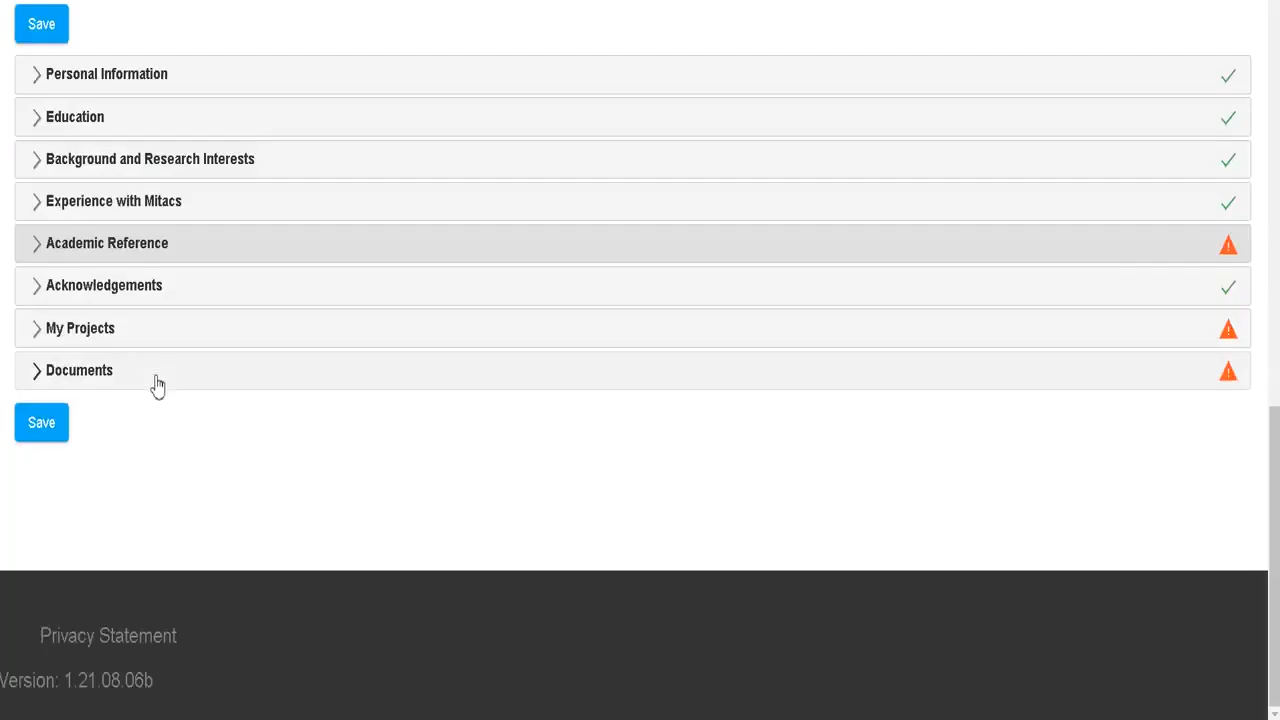 Save
Personal Information
Education
Background and Research Interests
Experience with Mitacs
Academic Reference
Acknowledgements
My Projects
Documents
Save
Privacy Statement
Version: 1.21.08.06b